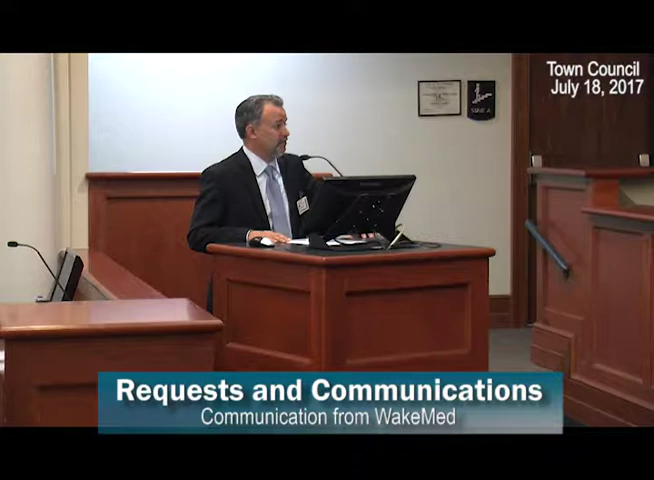 Town Council
July 18, 2017
Requests and Communications
Communication from WakeMed